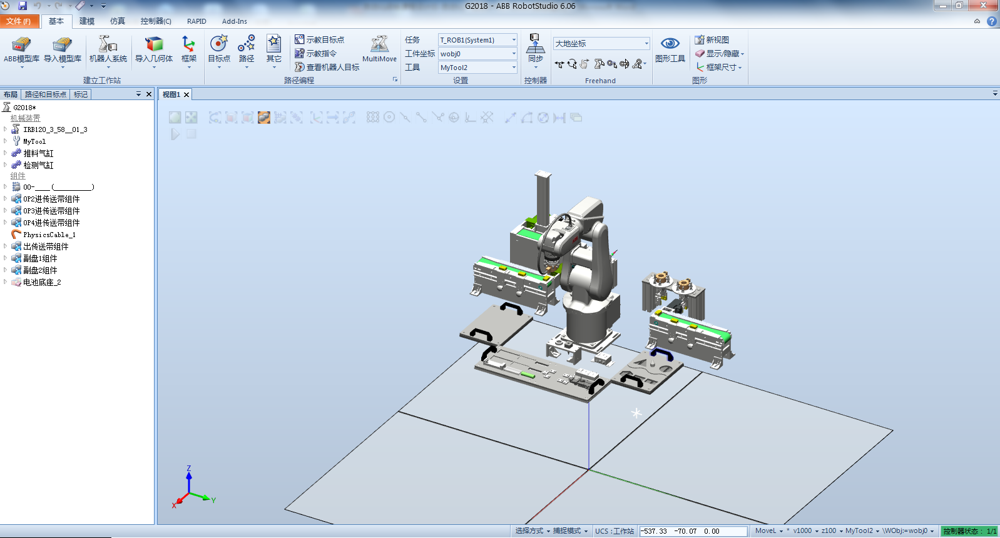 G2018 - ABB RobotStudio 6.06
文件(F) 基本 建模 仿真 控制器(C) RAPID Add-Ins
ABB模型库 导入模型库 机器人系统 导入几何体 框架
建立工作站
目标点 路径 其它
示教目标点
示教指令
查看机器人目标
MultiMove
路径编程
任务 T_ROB1(System1)
工件坐标 wobj0
工具 MyTool2
设置
同步
控制器
大地坐标
Freehand
图形工具
新视图
显示/隐藏
框架尺寸
图形
布局 路径和目标点 标记
视图1
G2018*
机械装置
IRB120_3_58__01_3
MyTool
推料气缸
检测气缸
组件
00-____(__________)
OP2进传送带组件
OP3进传送带组件
OP4进传送带组件
PhysicsCable_1
出传送带组件
副盘1组件
副盘2组件
电池底座_2
ABB
Z
X
Y
选择方式 捕捉模式 UCS:工作站 -537.33 -70.07 0.00 MoveL * v1000 z100 MyTool2 \WObj:=wobj0 控制器状态: 1/1